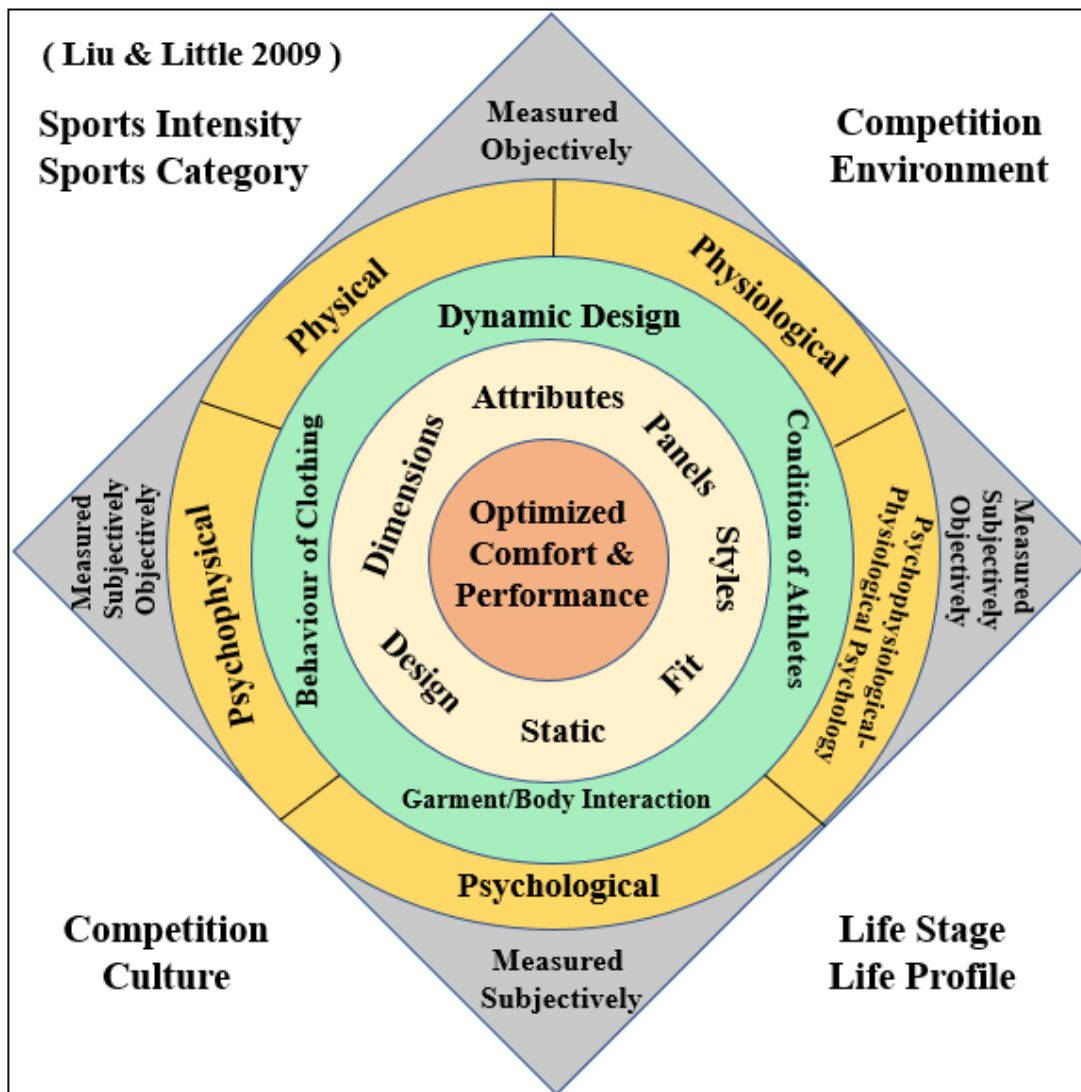 ( Liu & Little 2009 )
Sports Intensity
Sports Category
Measured
Objectively
Competition
Environment
Physical
Physiological
Dynamic Design
Attributes
Panels
Dimensions
Styles
Behaviour of Clothing
Condition of Athletes
Optimized
Comfort &
Performance
Measured
Subjectively
Objectively
Psychophysical
Psychophysiological-
Physiological Psychology
Measured
Subjectively
Objectively
Design
Fit
Static
Garment/Body Interaction
Psychological
Competition
Culture
Measured
Subjectively
Life Stage
Life Profile